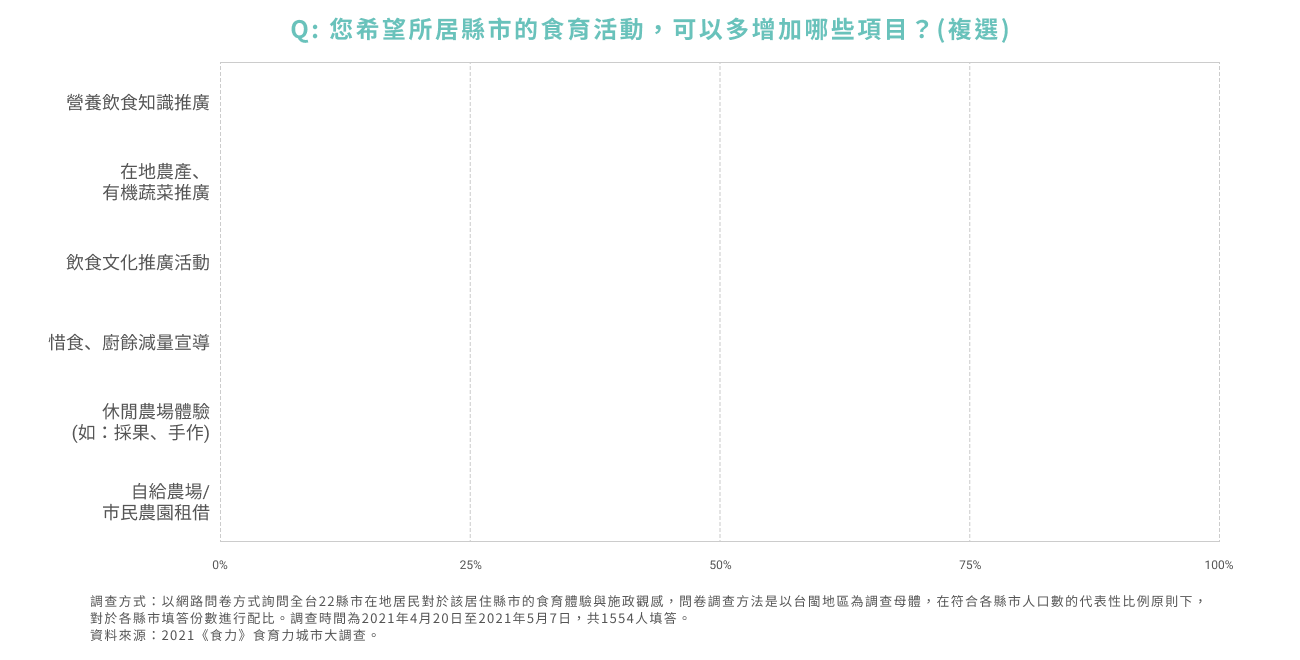 Q: 您希望所居縣市的食育活動，可以多增加哪些項目？(複選)
營養飲食知識推廣
在地農產、
有機蔬菜推廣
飲食文化推廣活動
惜食、廚餘減量宣導
休閒農場體驗
(如：採果、手作)
自給農場/
市民農園租借
0% 25% 50% 75% 100%
調查方式：以網路問卷方式詢問全台22縣市在地居民對於該居住縣市的食育體驗與施政觀感，問卷調查方法是以台閩地區為調查母體，在符合各縣市人口數的代表性比例原則下，
對於各縣市填答份數進行配比。調查時間為2021年4月20日至2021年5月7日，共1554人填答。
資料來源：2021《食力》食育力城市大調查。